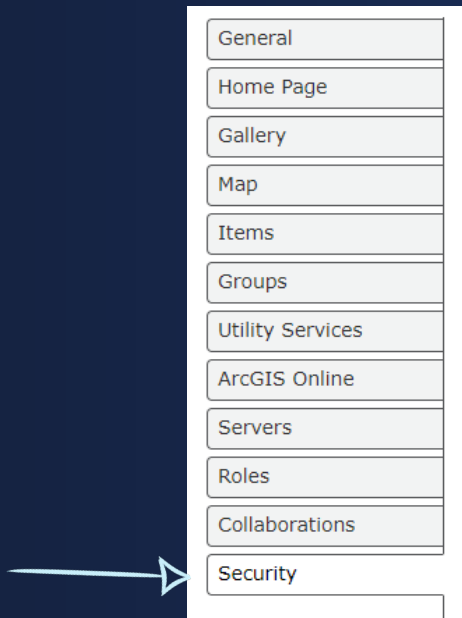 General
Home Page
Gallery
Map
Items
Groups
Utility Services
ArcGIS Online
Servers
Roles
Collaborations
Security